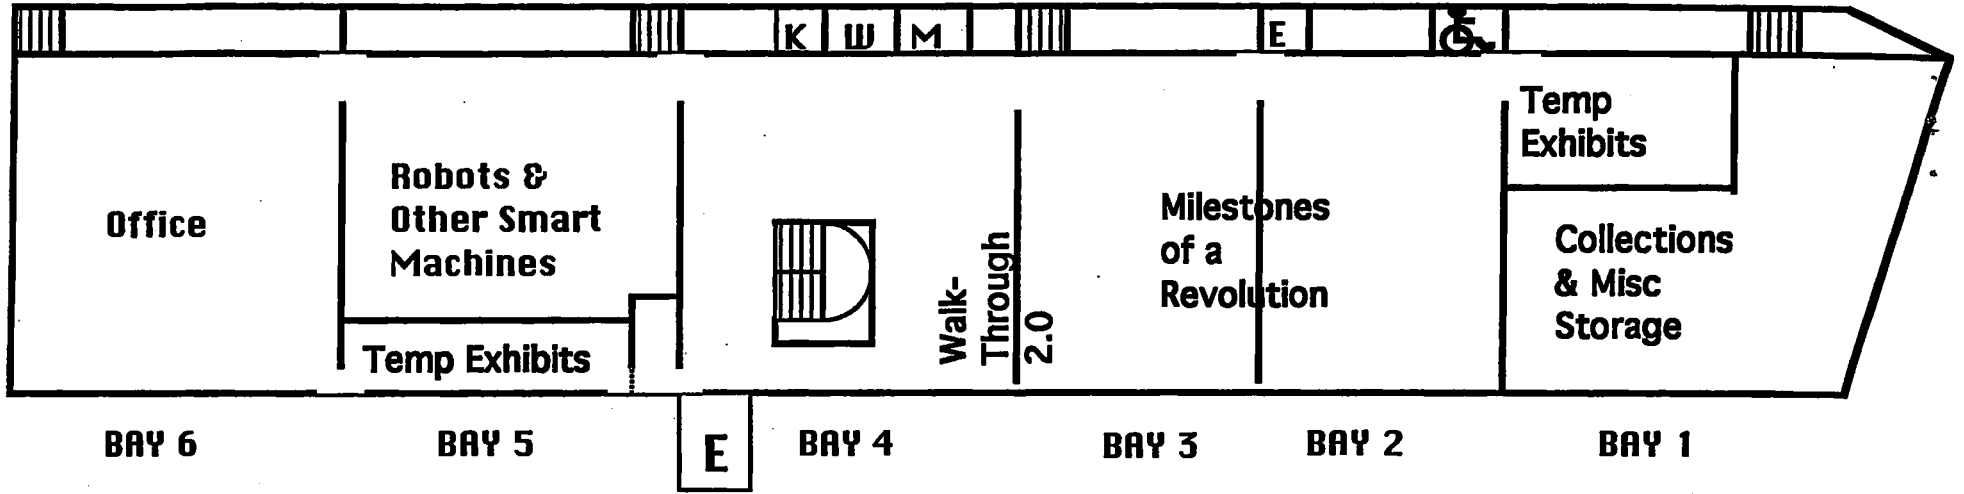 K W M E
Temp
Exhibits
Office
Robots &
Other Smart
Machines
Temp Exhibits
Walk-
Through
2.0
Milestones
of a
Revolution
Collections
& Misc
Storage
BAY 6 BAY 5 E BAY 4 BAY 3 BAY 2 BAY 1